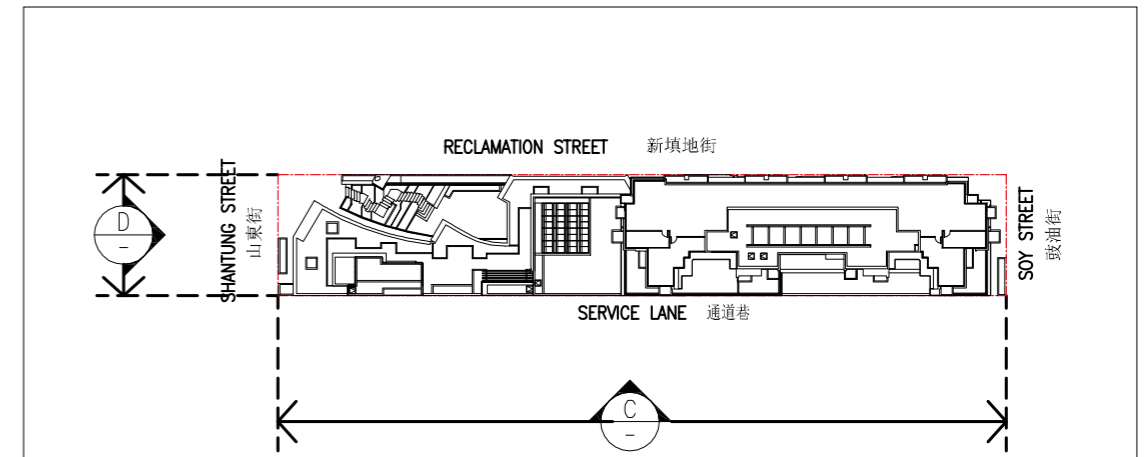 RECLAMATION STREET 新填地街
SHANTUNG STREET
山東街
D
-
SOY STREET
豉油街
SERVICE LANE 通道巷
C
-